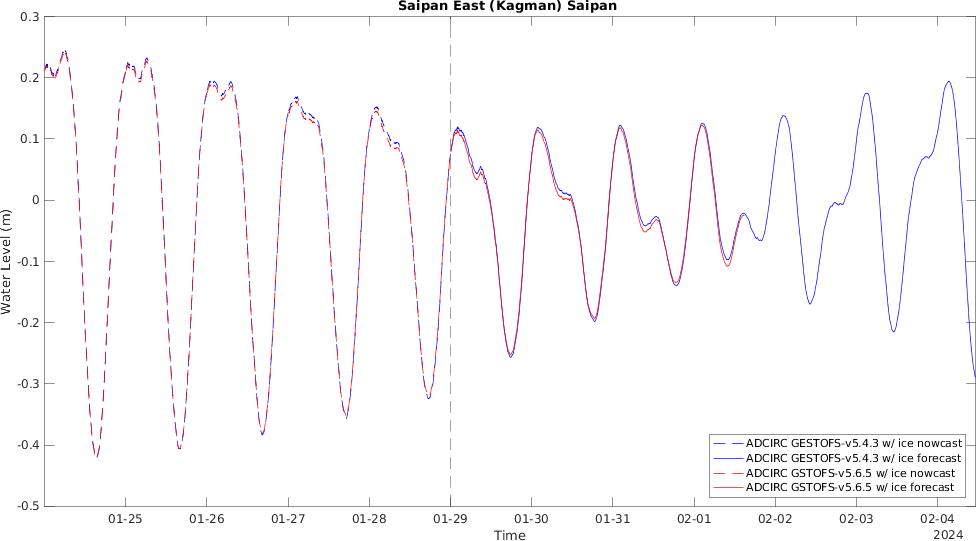 Saipan East (Kagman) Saipan
Water Level (m)
0.3
0.2
0.1
0
-0.1
-0.2
-0.3
-0.4
-0.5
01-25 01-26 01-27 01-28 01-29 01-30 01-31 02-01 02-02 02-03 02-04
Time
2024
ADCIRC GESTOFS-v5.4.3 w/ ice nowcast
ADCIRC GESTOFS-v5.4.3 w/ ice forecast
ADCIRC GSTOFS-v5.6.5 w/ ice nowcast
ADCIRC GSTOFS-v5.6.5 w/ ice forecast